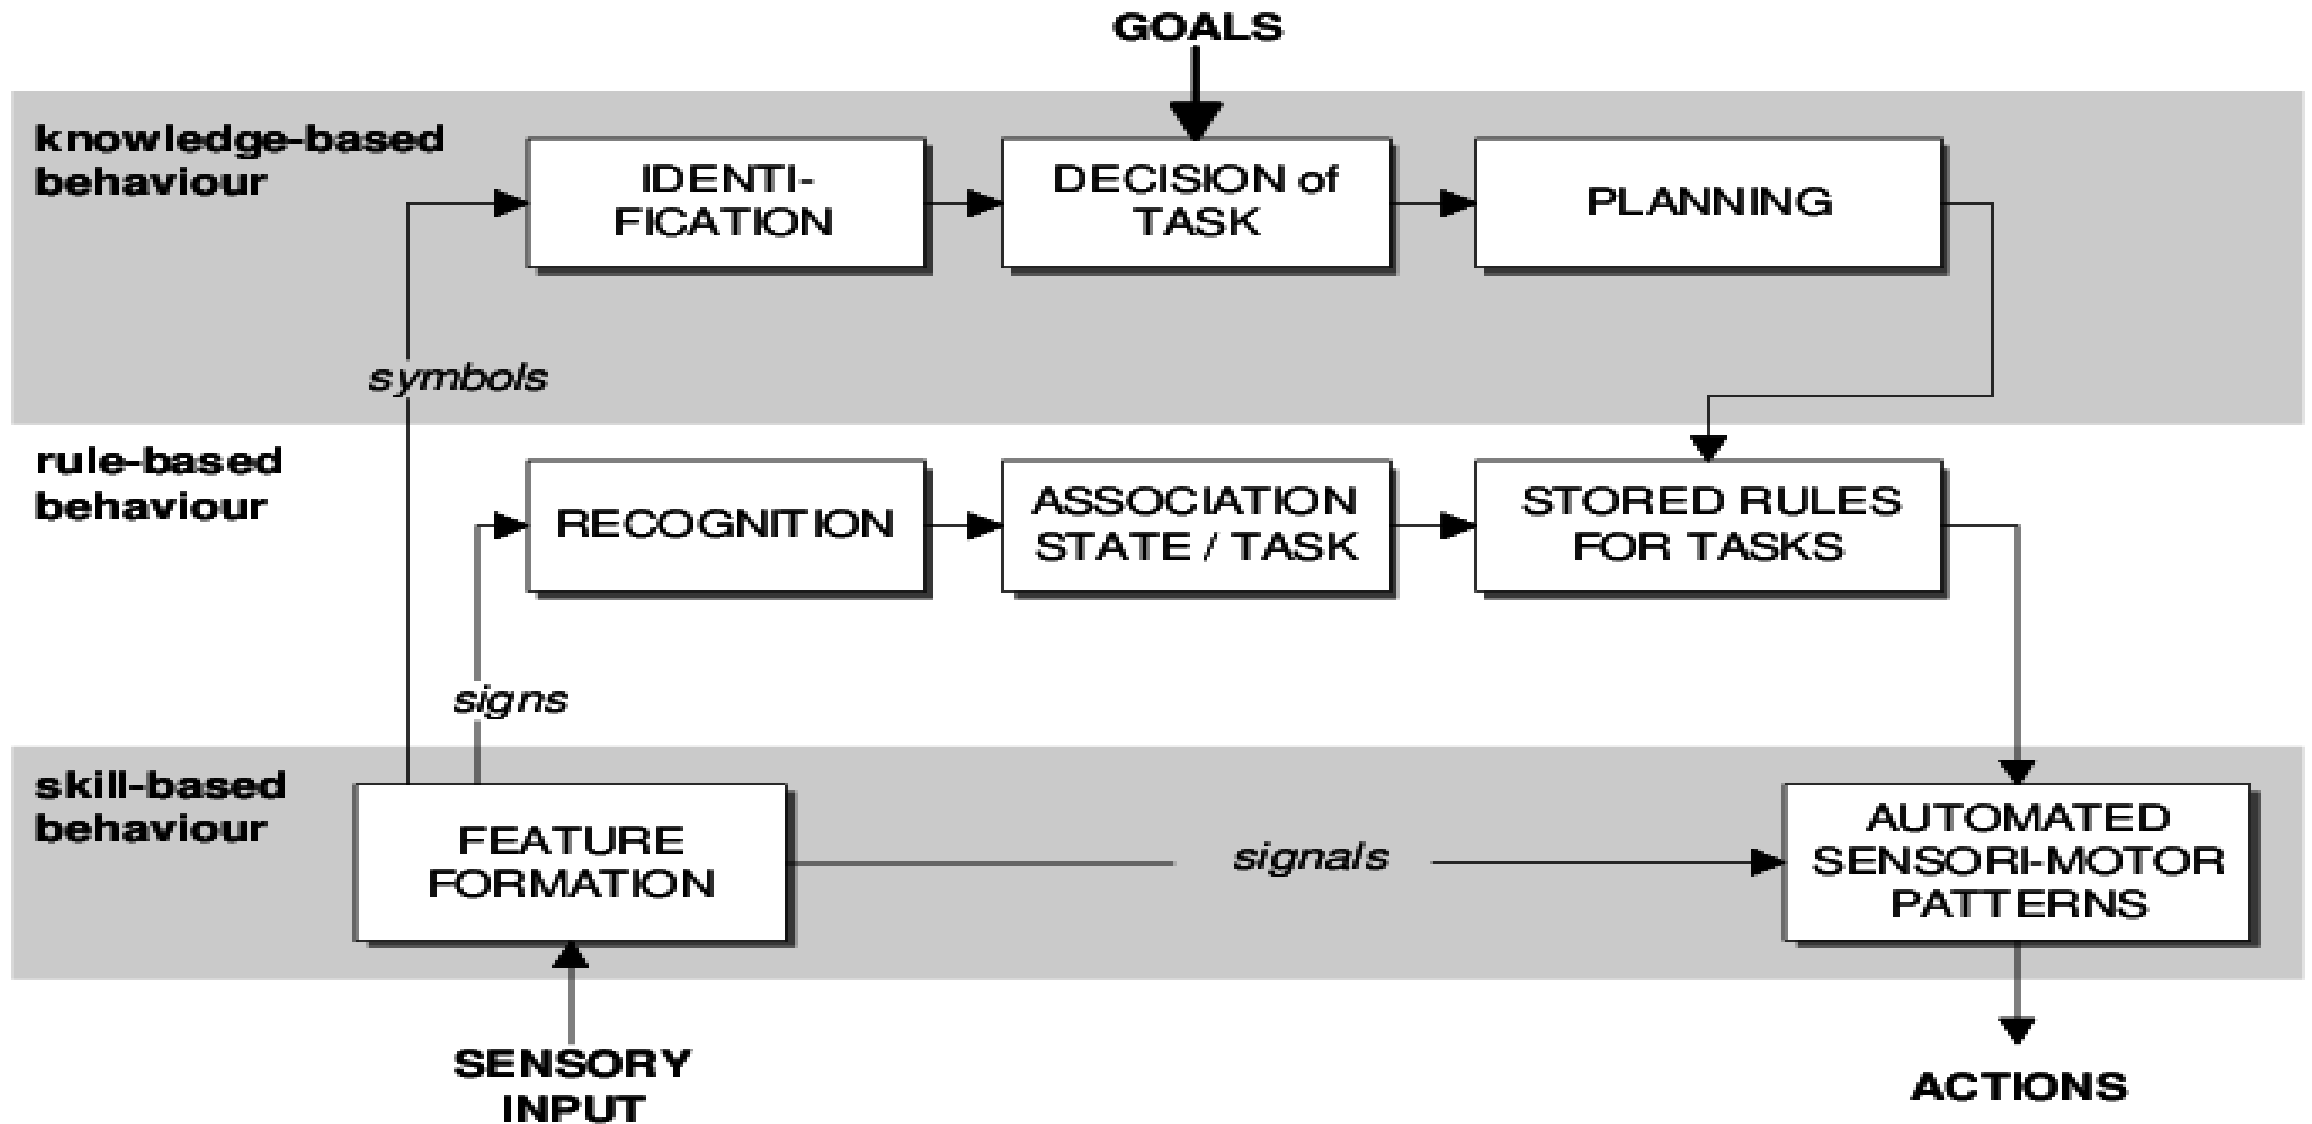 GOALS
knowledge-based
behaviour
IDENTI-
FICATION
DECISION of
TASK
PLANNING
symbols
rule-based
behaviour
RECOGNITION
ASSOCIATION
STATE / TASK
STORED RULES
FOR TASKS
signs
skill-based
behaviour
FEATURE
FORMATION
signals
AUTOMATED
SENSORI-MOTOR
PATTERNS
SENSORY
INPUT
ACTIONS